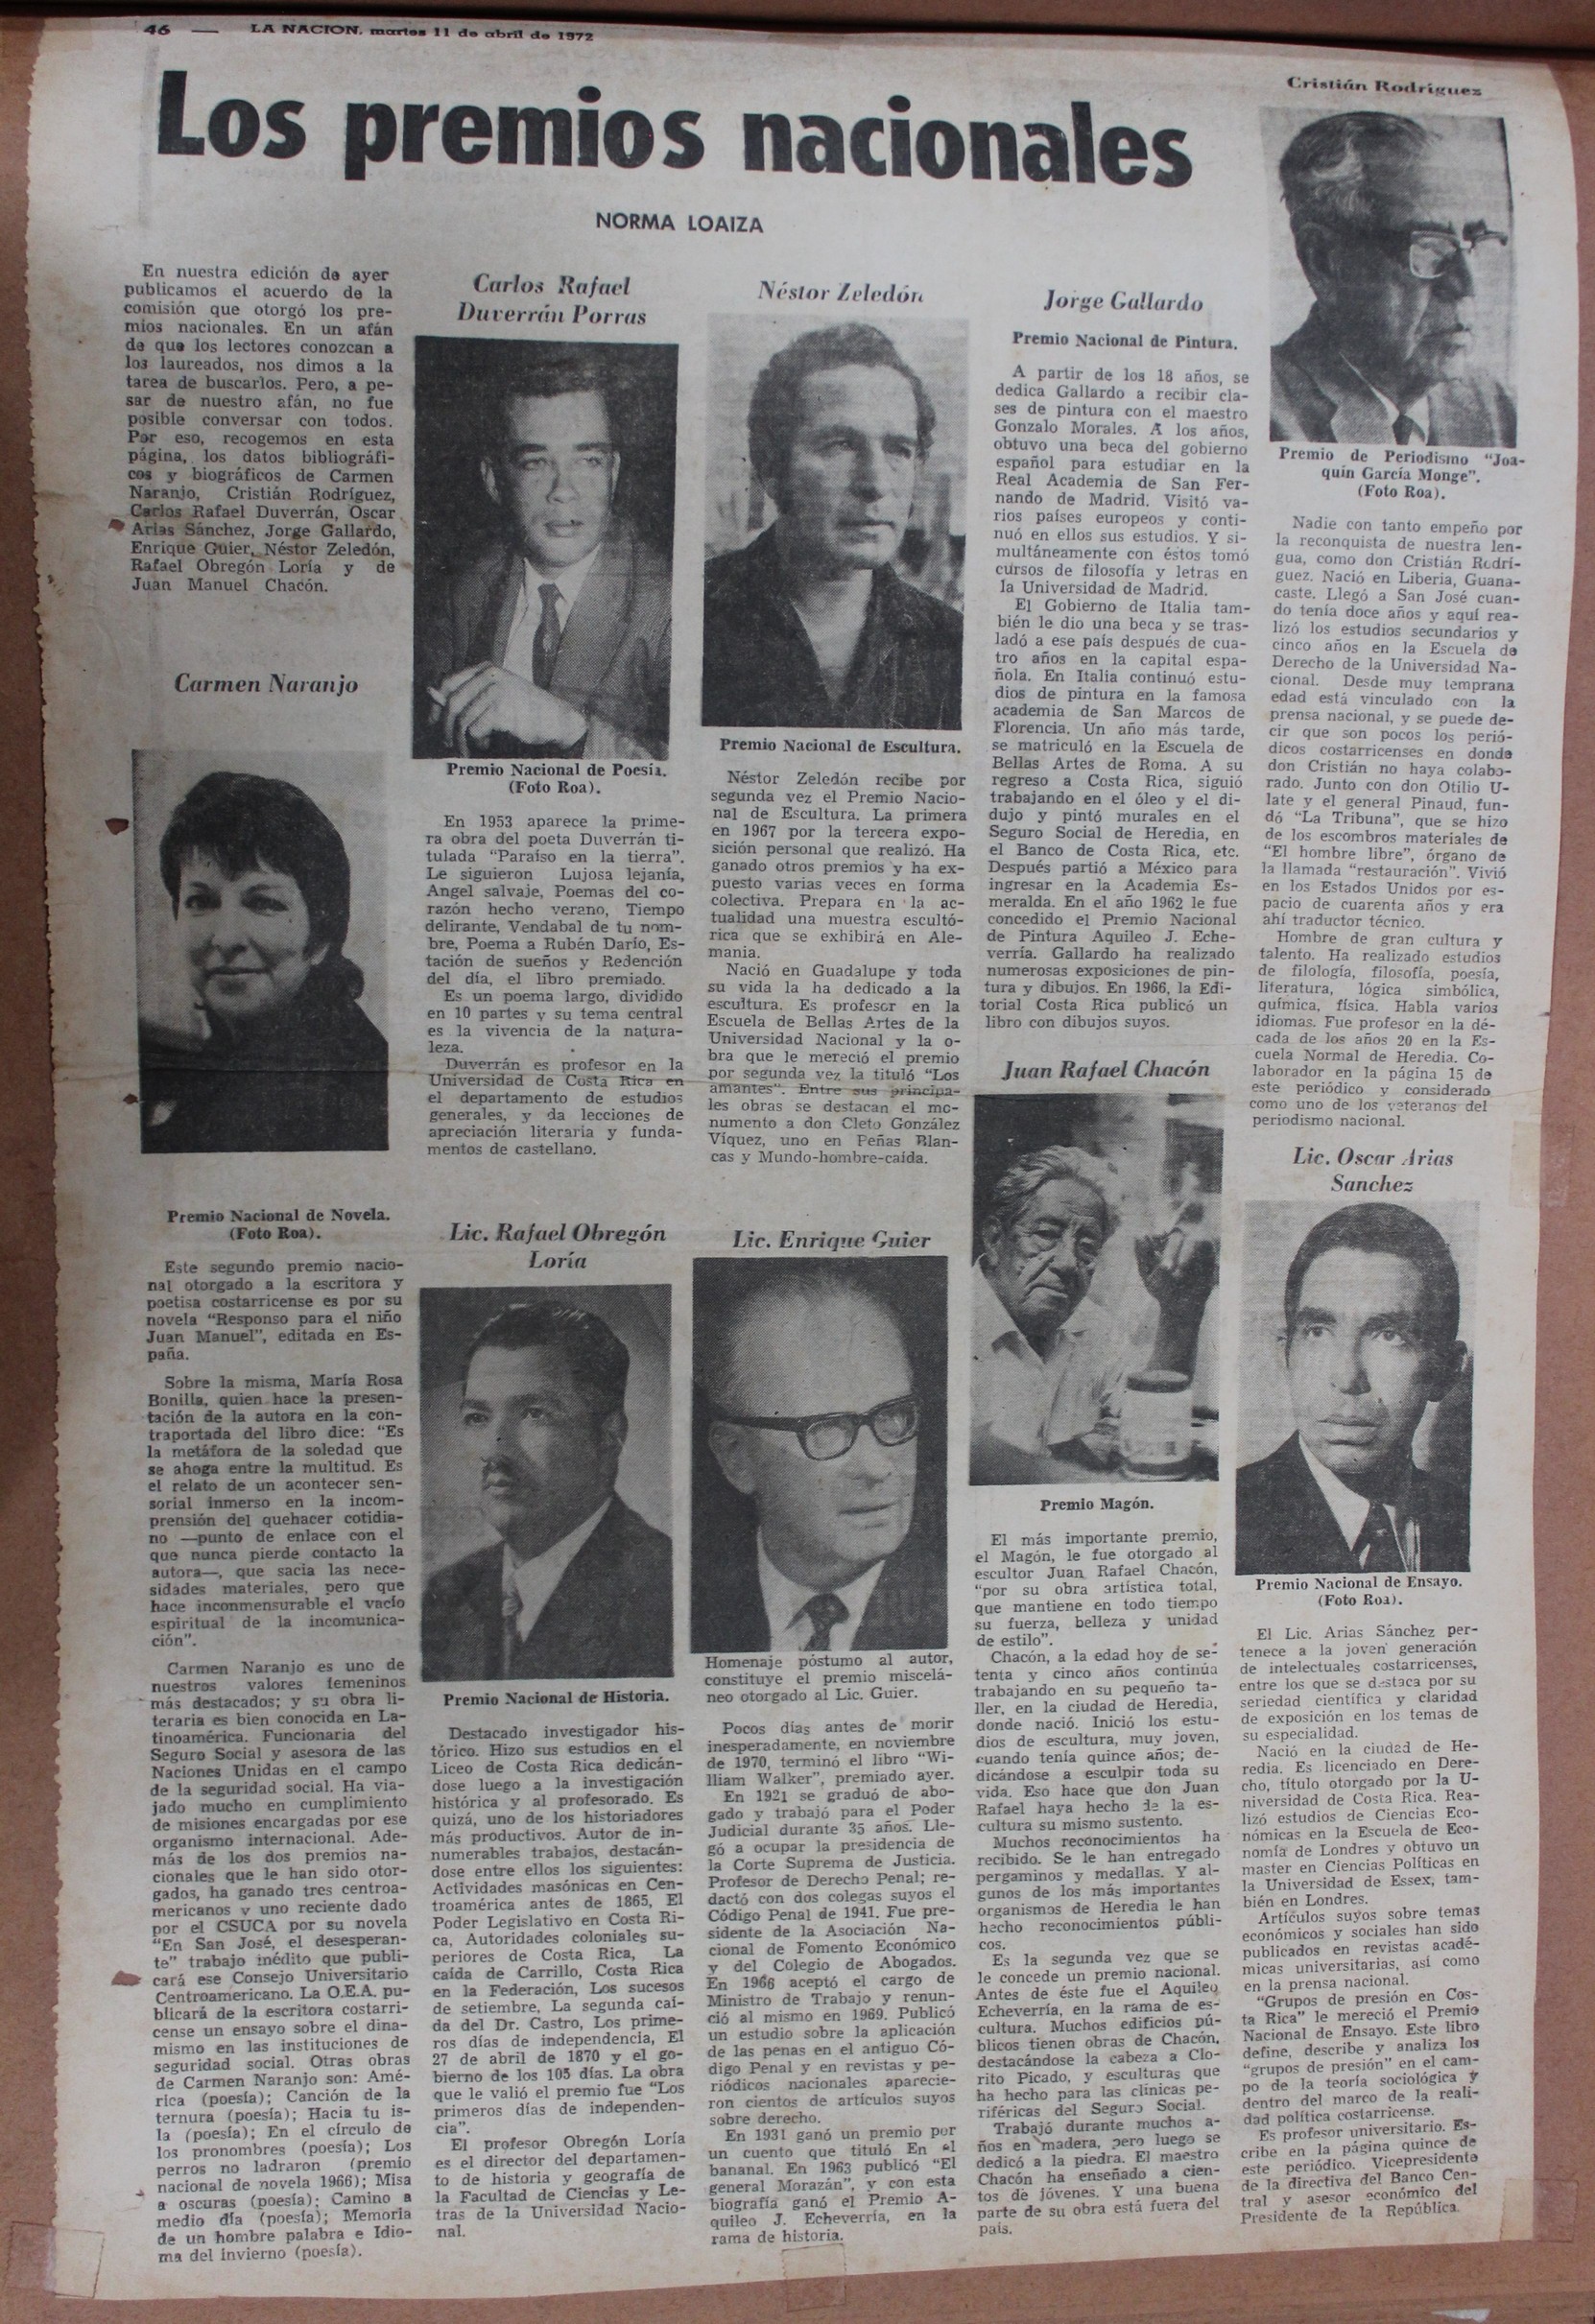 46 — LA NACION, martes 11 de abril de 1972
Los premios nacionales
NORMA LOAIZA
En nuestra edición de ayer
publicamos el acuerdo de la
comisión que otorgó los pre-
mios nacionales. En un afán
de que los lectores conozcan a
los laureados, nos dimos a la
tarea de buscarlos. Pero, a pe-
sar de nuestro afán, no fue
posible conversar con todos.
Por eso, recogemos en esta
página, los datos bibliográfi-
cos y biográficos de Carmen
Naranjo, Cristián Rodríguez,
Carlos Rafael Duverrán, Oscar
Arias Sánchez, Jorge Gallardo,
Enrique Guier, Néstor Zeledón,
Rafael Obregón Loría y de
Juan Manuel Chacón.
Carmen Naranjo
Premio Nacional de Novela.
(Foto Roa).
Este segundo premio nacio-
nal otorgado a la escritora y
poetisa costarricense es por su
novela "Responso para el niño
Juan Manuel", editada en Es-
paña.
Sobre la misma, María Rosa
Bonilla, quien hace la presen-
tación de la autora en la con-
traportada del libro dice: "Es
la metáfora de la soledad que
se ahoga entre la multitud. Es
el relato de un acontecer sen-
sorial inmerso en la incom-
prensión del quehacer cotidia-
no —punto de enlace con el
que nunca pierde contacto la
autora—, que sacia las nece-
sidades materiales, pero que
hace inconmensurable el vacío
espiritual de la incomunica-
ción".
Carmen Naranjo es uno de
nuestros valores femeninos
más destacados; y su obra li-
teraria es bien conocida en La-
tinoamérica. Funcionaria del
Seguro Social y asesora de las
Naciones Unidas en el campo
de la seguridad social. Ha via-
jado mucho en cumplimiento
de misiones encargadas por ese
organismo internacional. Ade-
más de los dos premios na-
cionales que le han sido otor-
gados, ha ganado tres centroa-
mericanos y uno reciente dado
por el CSUCA por su novela
"En San José, el desesperan-
te" trabajo inédito que publi-
cará ese Consejo Universitario
Centroamericano. La O.E.A. pu-
blicará de la escritora costarri-
cense un ensayo sobre el dina-
mismo en las instituciones de
seguridad social. Otras obras
de Carmen Naranjo son: Amé-
rica (poesía); Canción de la
ternura (poesía); Hacia tu is-
la (poesía); En el círculo de
los pronombres (poesía); Los
perros no ladraron (premio
nacional de novela 1966); Misa
a oscuras (poesía); Camino a
medio día (poesía); Memoria
de un hombre palabra e Idio-
ma del invierno (poesía).
Carlos Rafael
Duverrán Porras
Premio Nacional de Poesía.
(Foto Roa).
En 1953 aparece la prime-
ra obra del poeta Duverrán ti-
tulada "Paraíso en la tierra".
Le siguieron Lujosa lejanía,
Angel salvaje, Poemas del co-
razón hecho verano, Tiempo
delirante, Vendabal de tu nom-
bre, Poema a Rubén Darío, Es-
tación de sueños y Redención
del día, el libro premiado.
Es un poema largo, dividido
en 10 partes y su tema central
es la vivencia de la natura-
leza.
Duverrán es profesor en la
Universidad de Costa Rica en
el departamento de estudios
generales, y da lecciones de
apreciación literaria y funda-
mentos de castellano.
Lic. Rafael Obregón
Loría
Premio Nacional de Historia.
Destacado investigador his-
tórico. Hizo sus estudios en el
Liceo de Costa Rica dedicán-
dose luego a la investigación
histórica y al profesorado. Es
quizá, uno de los historiadores
más productivos. Autor de in-
numerables trabajos, destacán-
dose entre ellos los siguientes:
Actividades masónicas en Cen-
troamérica antes de 1865, El
Poder Legislativo en Costa Ri-
ca, Autoridades coloniales su-
periores de Costa Rica, La
caída de Carrillo, Costa Rica
en la Federación, Los sucesos
de setiembre, La segunda caí-
da del Dr. Castro, Los prime-
ros días de independencia, El
27 de abril de 1870 y el go-
bierno de los 105 días. La obra
que le valió el premio fue "Los
primeros días de independen-
cia".
El profesor Obregón Loría
es el director del departamen-
to de historia y geografía de
la Facultad de Ciencias y Le-
tras de la Universidad Nacio-
nal.
Néstor Zeledón
Premio Nacional de Escultura.
Néstor Zeledón recibe por
segunda vez el Premio Nacio-
nal de Escultura. La primera
en 1967 por la tercera expo-
sición personal que realizó. Ha
ganado otros premios y ha ex-
puesto varias veces en forma
colectiva. Prepara en la ac-
tualidad una muestra escultó-
rica que se exhibirá en Ale-
mania.
Nació en Guadalupe y toda
su vida la ha dedicado a la
escultura. Es profesor en la
Escuela de Bellas Artes de la
Universidad Nacional y la o-
bra que le mereció el premio
por segunda vez la tituló "Los
amantes". Entre sus principa-
les obras se destacan el mo-
numento a don Cleto González
Víquez, uno en Peñas Blan-
cas y Mundo-hombre-caída.
Lic. Enrique Guier
Homenaje póstumo al autor,
constituye el premio misce­lá-
neo otorgado al Lic. Guier.
Pocos días antes de morir
inesperadamente, en noviembre
de 1970, terminó el libro "Wi-
lliam Walker", premiado ayer.
En 1921 se graduó de abo-
gado y trabajó para el Poder
Judicial durante 35 años. Lle-
gó a ocupar la presidencia de
la Corte Suprema de Justicia.
Profesor de Derecho Penal; re-
dactó con dos colegas suyos el
Código Penal de 1941. Fue pre-
sidente de la Asociación Na-
cional de Fomento Económico
y del Colegio de Abogados.
En 1966 aceptó el cargo de
Ministro de Trabajo y renun-
ció al mismo en 1969. Publicó
un estudio sobre la aplicación
de las penas en el antiguo Có-
digo Penal y en revistas y pe-
riódicos nacionales aparecie-
ron cientos de artículos suyos
sobre derecho.
En 1931 ganó un premio por
un cuento que tituló En el
bananal. En 1963 publicó "El
general Morazán", y con esta
biografía ganó el Premio A-
quileo J. Echeverría, en la
rama de historia.
Jorge Gallardo
Premio Nacional de Pintura.
A partir de los 18 años, se
dedica Gallardo a recibir cla-
ses de pintura con el maestro
Gonzalo Morales. A los años,
obtuvo una beca del gobierno
español para estudiar en la
Real Academia de San Fer-
nando de Madrid. Visitó va-
rios países europeos y conti-
nuó en ellos sus estudios. Y si-
multáneamente con éstos tomó
cursos de filosofía y letras en
la Universidad de Madrid.
El Gobierno de Italia tam-
bién le dio una beca y se tras-
ladó a ese país después de cua-
tro años en la capital espa-
ñola. En Italia continuó estu-
dios de pintura en la famosa
academia de San Marcos de
Florencia. Un año más tarde,
se matriculó en la Escuela de
Bellas Artes de Roma. A su
regreso a Costa Rica, siguió
trabajando en el óleo y el di-
dujo y pintó murales en el
Seguro Social de Heredia, en
el Banco de Costa Rica, etc.
Después partió a México para
ingresar en la Academia Es-
meralda. En el año 1962 le fue
concedido el Premio Nacional
de Pintura Aquileo J. Eche-
verría. Gallardo ha realizado
numerosas exposiciones de pin-
tura y dibujos. En 1966, la Edi-
torial Costa Rica publicó un
libro con dibujos suyos.
Juan Rafael Chacón
Premio Magón.
El más importante premio,
el Magón, le fue otorgado al
escultor Juan Rafael Chacón,
"por su obra artística total,
que mantiene en todo tiempo
su fuerza, belleza y unidad
de estilo".
Chacón, a la edad hoy de se-
tenta y cinco años continúa
trabajando en su pequeño ta-
ller, en la ciudad de Heredia,
donde nació. Inició los estu-
dios de escultura, muy joven,
cuando tenía quince años; de-
dicándose a esculpir toda su
vida. Eso hace que don Juan
Rafael haya hecho de la es-
cultura su mismo sustento.
Muchos reconocimientos ha
recibido. Se le han entregado
pergaminos y medallas. Y al-
gunos de los más importantes
organismos de Heredia le han
hecho reconocimientos públi-
cos.
Es la segunda vez que se
le concede un premio nacional.
Antes de éste fue el Aquileo
Echeverría, en la rama de es-
cultura. Muchos edificios pú-
blicos tienen obras de Chacón,
destacándose la cabeza a Clo-
rito Picado, y esculturas que
ha hecho para las clínicas pe-
riféricas del Seguro Social.
Trabajó durante muchos a-
ños en madera, pero luego se
dedicó a la piedra. El maestro
Chacón ha enseñado a cien-
tos de jóvenes. Y una buena
parte de su obra está fuera del
país.
Cristián Rodríguez
Premio de Periodismo "Joa-
quín García Monge".
(Foto Roa).
Nadie con tanto empeño por
la reconquista de nuestra len-
gua, como don Cristián Rodrí-
guez. Nació en Liberia, Guana-
caste. Llegó a San José cuan-
do tenía doce años y aquí rea-
lizó los estudios secundarios y
cinco años en la Escuela de
Derecho de la Universidad Na-
cional. Desde muy temprana
edad está vinculado con la
prensa nacional, y se puede de-
cir que son pocos los perió-
dicos costarricenses en donde
don Cristián no haya colabo-
rado. Junto con don Otilio U-
late y el general Pinaud, fun-
dó "La Tribuna", que se hizo
de los escombros materiales de
"El hombre libre", órgano de
la llamada "restauración". Vivió
en los Estados Unidos por es-
pacio de cuarenta años y era
ahí traductor técnico.
Hombre de gran cultura y
talento. Ha realizado estudios
de filología, filosofía, poesía,
literatura, lógica simbólica,
química, física. Habla varios
idiomas. Fue profesor en la dé-
cada de los años 20 en la Es-
cuela Normal de Heredia. Co-
laborador en la página 15 de
este periódico y considerado
como uno de los veteranos del
periodismo nacional.
Lic. Oscar Arias
Sanchez
Premio Nacional de Ensayo.
(Foto Roa).
El Lic. Arias Sánchez per-
tenece a la joven generación
de intelectuales costarricenses,
entre los que se destaca por su
seriedad científica y claridad
de exposición en los temas de
su especialidad.
Nació en la ciudad de He-
redia. Es licenciado en Dere-
cho, título otorgado por la U-
niversidad de Costa Rica. Rea-
lizó estudios de Ciencias Eco-
nómicas en la Escuela de Eco-
nomía de Londres y obtuvo un
master en Ciencias Políticas en
la Universidad de Essex, tam-
bién en Londres.
Artículos suyos sobre temas
económicos y sociales han sido
publicados en revistas acadé-
micas universitarias, así como
en la prensa nacional.
"Grupos de presión en Cos-
ta Rica" le mereció el Premio
Nacional de Ensayo. Este libro
define, describe y analiza los
"grupos de presión" en el cam-
po de la teoría sociológica y
dentro del marco de la reali-
dad política costarricense.
Es profesor universitario. Es-
cribe en la página quince de
este periódico. Vicepresidente
de la directiva del Banco Cen-
tral y asesor económico del
Presidente de la República.